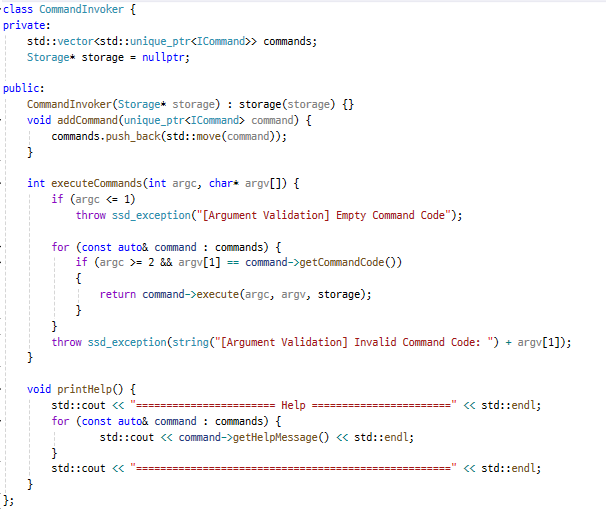 class CommandInvoker {
private:
    std::vector<std::unique_ptr<ICommand>> commands;
    Storage* storage = nullptr;

public:
    CommandInvoker(Storage* storage) : storage(storage) {}
    void addCommand(unique_ptr<ICommand> command) {
        commands.push_back(std::move(command));
    }

    int executeCommands(int argc, char* argv[]) {
        if (argc <= 1)
            throw ssd_exception("[Argument Validation] Empty Command Code");

        for (const auto& command : commands) {
            if (argc >= 2 && argv[1] == command->getCommandCode())
            {
                return command->execute(argc, argv, storage);
            }
        }
        throw ssd_exception(string("[Argument Validation] Invalid Command Code: ") + argv[1]);
    }

    void printHelp() {
        std::cout << "======================= Help =======================" << std::endl;
        for (const auto& command : commands) {
                std::cout << command->getHelpMessage() << std::endl;
        }
        std::cout << "====================================================" << std::endl;
    }
};